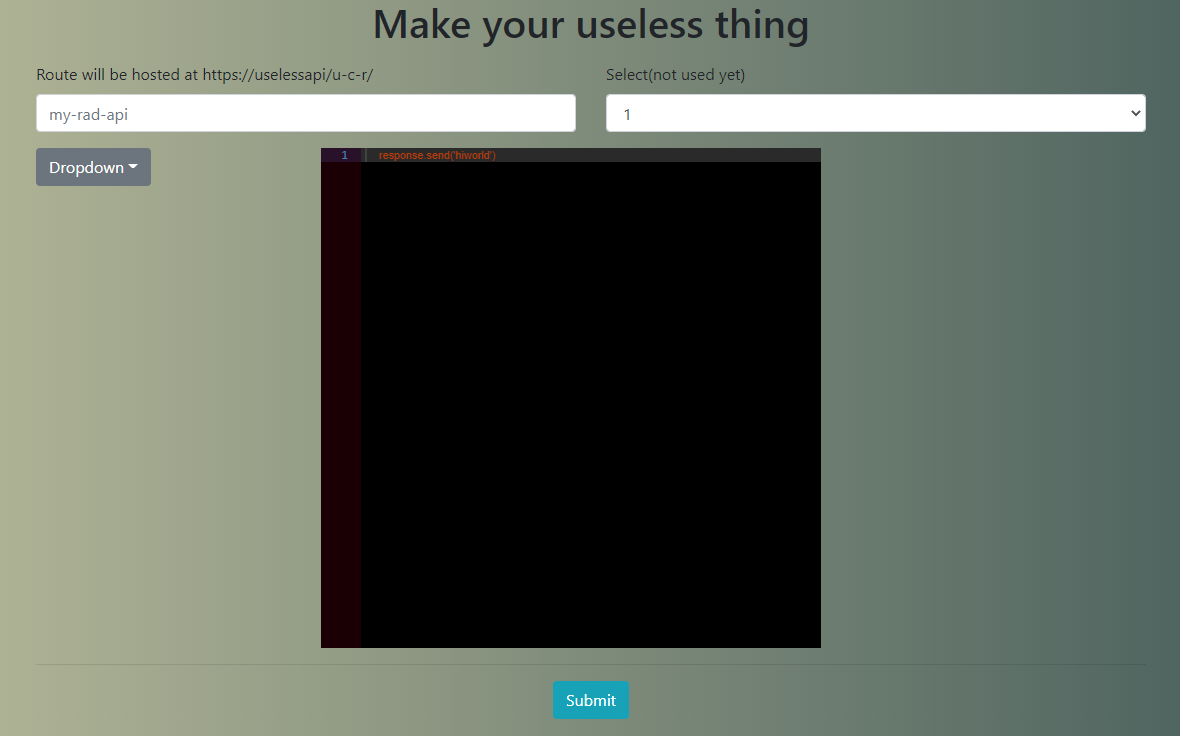 Make your useless thing
Route will be hosted at https://uselessapi/u-c-r/
Select(not used yet)
my-rad-api
1
Dropdown
1 response.send('hiworld')
Submit